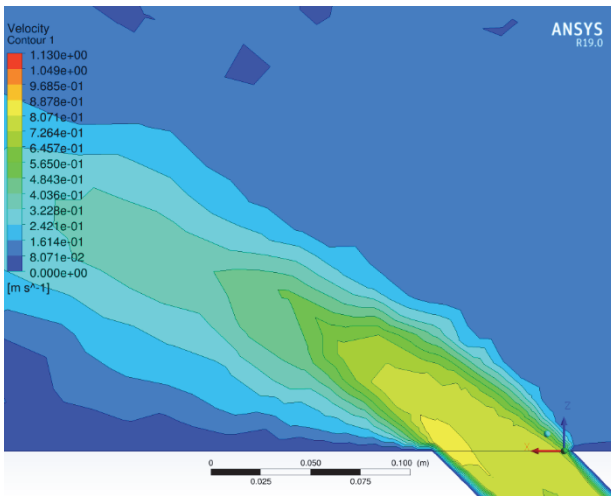 Velocity
Contour 1
1.130e+00
1.049e+00
9.685e-01
8.878e-01
8.071e-01
7.264e-01
6.457e-01
5.650e-01
4.843e-01
4.036e-01
3.228e-01
2.421e-01
1.614e-01
8.071e-02
0.000e+00
[m s^-1]
ANSYS
R19.0
Z
X
0 0.050 0.100 (m)
0.025 0.075